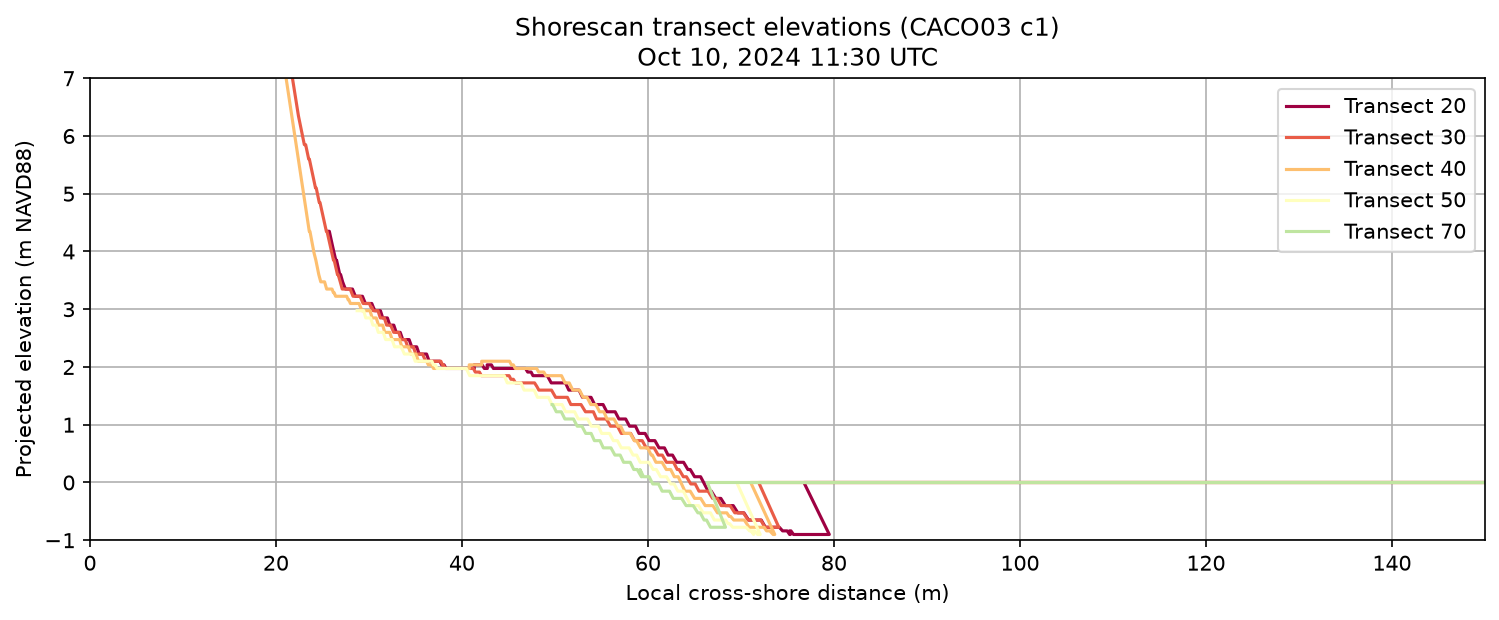 Shorescan transect elevations (CACO03 c1)
Oct 10, 2024 11:30 UTC
Projected elevation (m NAVD88)
7
6
5
4
3
2
1
0
−1
Transect 20
Transect 30
Transect 40
Transect 50
Transect 70
0
20
40
60
80
100
120
140
Local cross-shore distance (m)